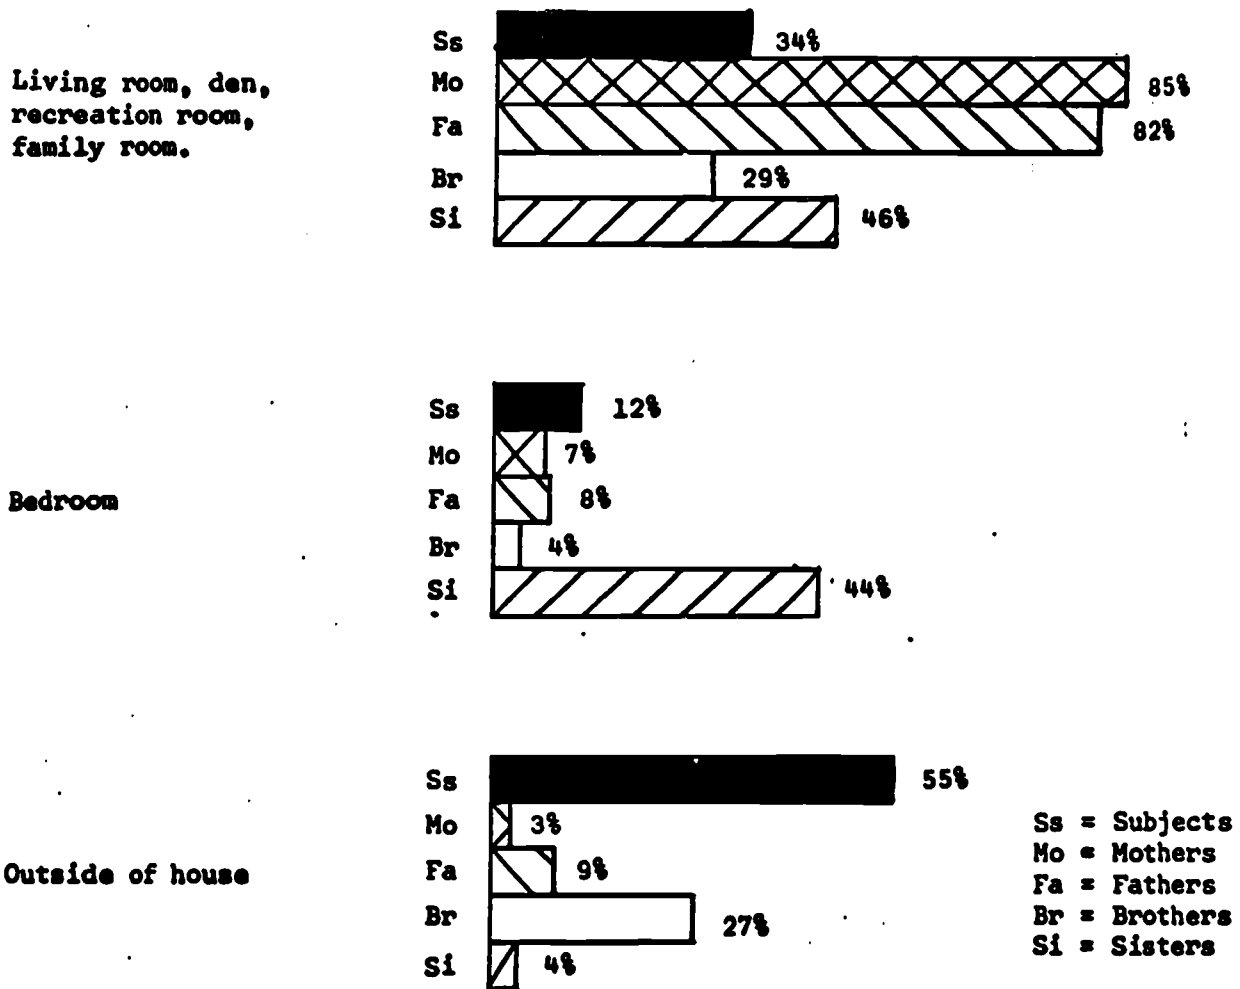 Living room, den,
recreation room,
family room.
Ss 34%
Mo 85%
Fa 82%
Br 29%
Si 46%
Bedroom
Ss 12%
Mo 7%
Fa 8%
Br 4%
Si 44%
Outside of house
Ss 55%
Mo 3%
Fa 9%
Br 27%
Si 4%
Ss = Subjects
Mo = Mothers
Fa = Fathers
Br = Brothers
Si = Sisters